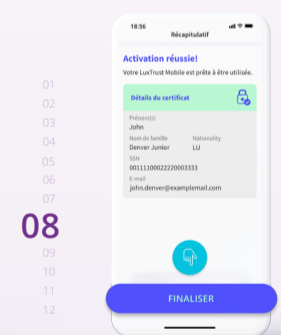 01
02
03
04
05
06
07
08
09
10
11
12
18:56
Récapitulatif
Activation réussie!
Votre LuxTrust Mobile est prête à être utilisée.
Détails du certificat
Prénom(s)
John
Nom de famille Nationality
Denver Junior LU
SSN
00111100022220003333
E-mail
john.denver@examplemail.com
FINALISER